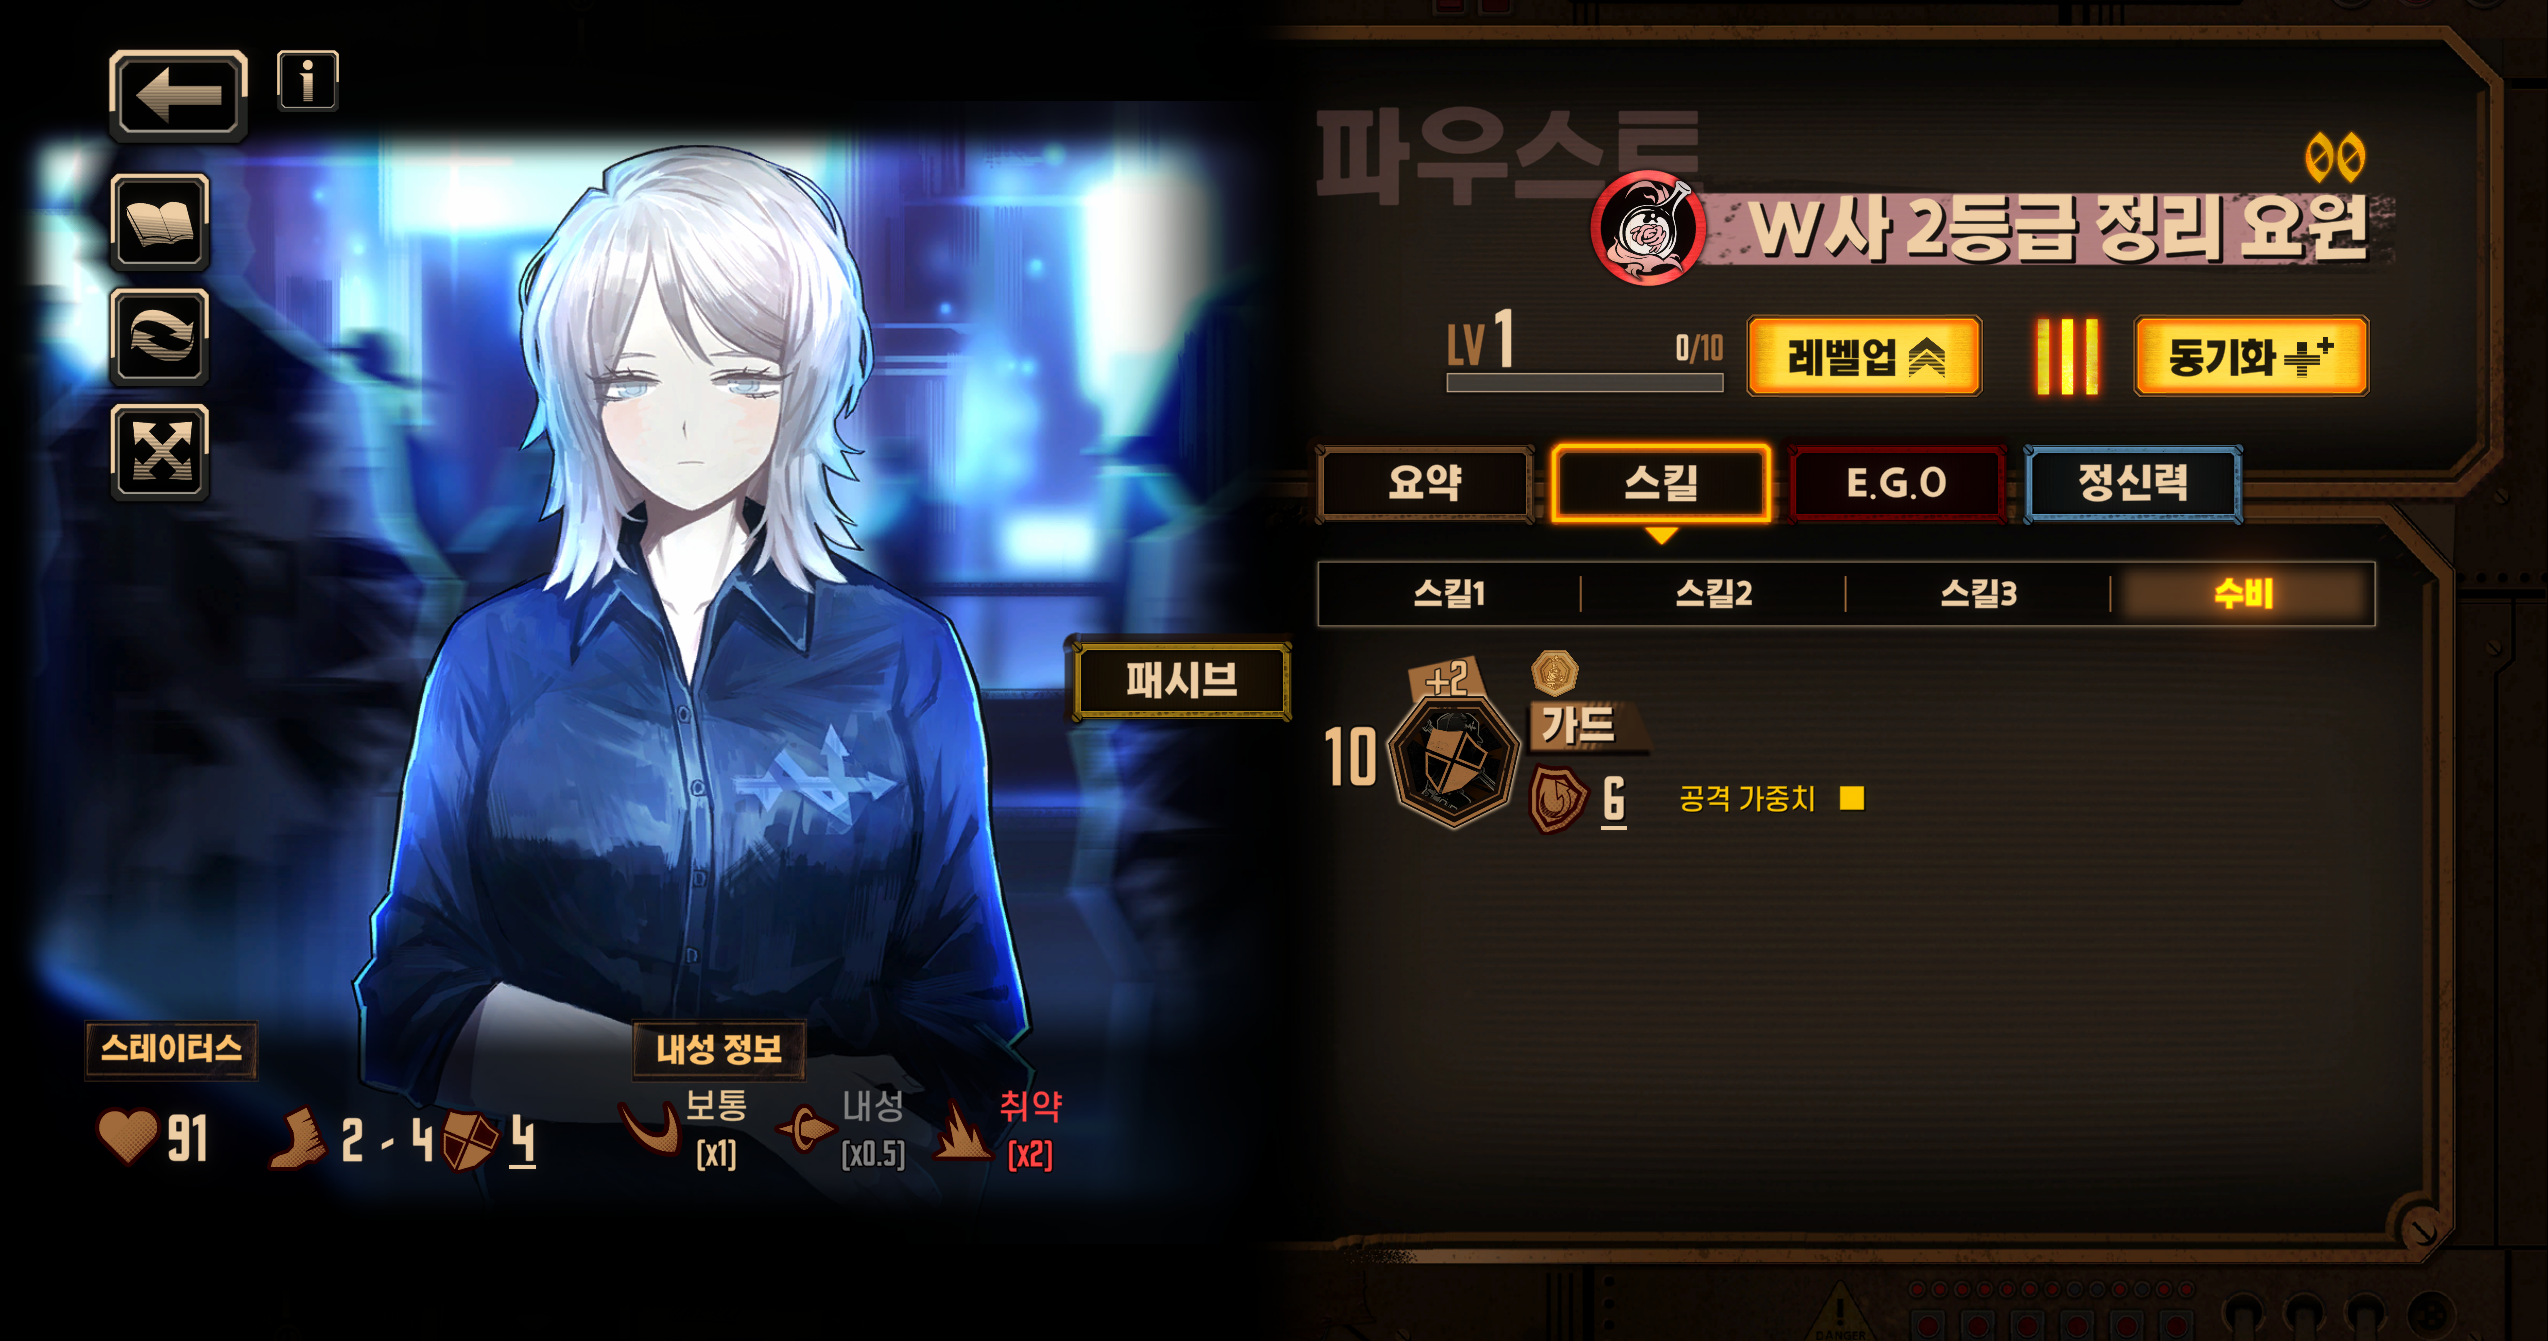 파우스트
W사 2등급 정리 요원
LV 1
0/10
레벨업
동기화
요약
스킬
E.G.O
정신력
스킬1
스킬2
스킬3
수비
+2
10
가드
6
공격 가중치
패시브
스테이터스
91
2 - 4
4
내성 정보
보통
[x1]
내성
[x0.5]
취약
[x2]
DANGER